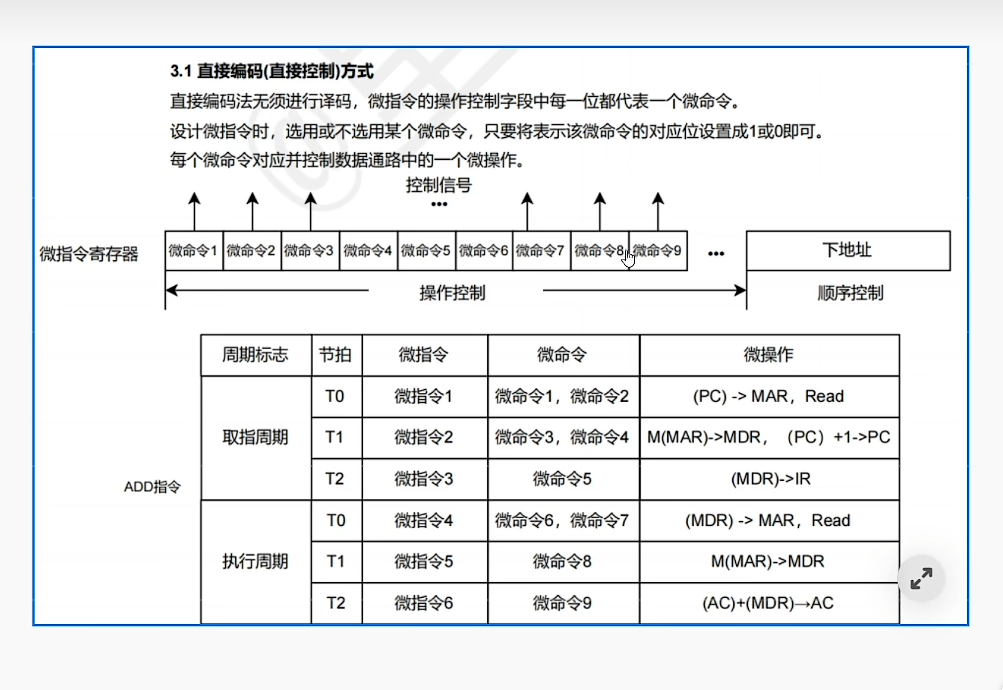 3.1 直接编码(直接控制)方式
直接编码法无须进行译码，微指令的操作控制字段中每一位都代表一个微命令。
设计微指令时，选用或不选用某个微命令，只要将表示该微命令的对应位设置成1或0即可。
每个微命令对应并控制数据通路中的一个微操作。
控制信号
•••
微指令寄存器 微命令1 微命令2 微命令3 微命令4 微命令5 微命令6 微命令7 微命令8 微命令9 ••• 下地址
操作控制 顺序控制
周期标志 节拍 微指令 微命令 微操作
T0 微指令1 微命令1，微命令2 (PC) -> MAR，Read
取指周期 T1 微指令2 微命令3，微命令4 M(MAR)->MDR，（PC）+1->PC
T2 微指令3 微命令5 (MDR)->IR
ADD指令
T0 微指令4 微命令6，微命令7 (MDR) -> MAR，Read
执行周期 T1 微指令5 微命令8 M(MAR)->MDR
T2 微指令6 微命令9 (AC)+(MDR)→AC